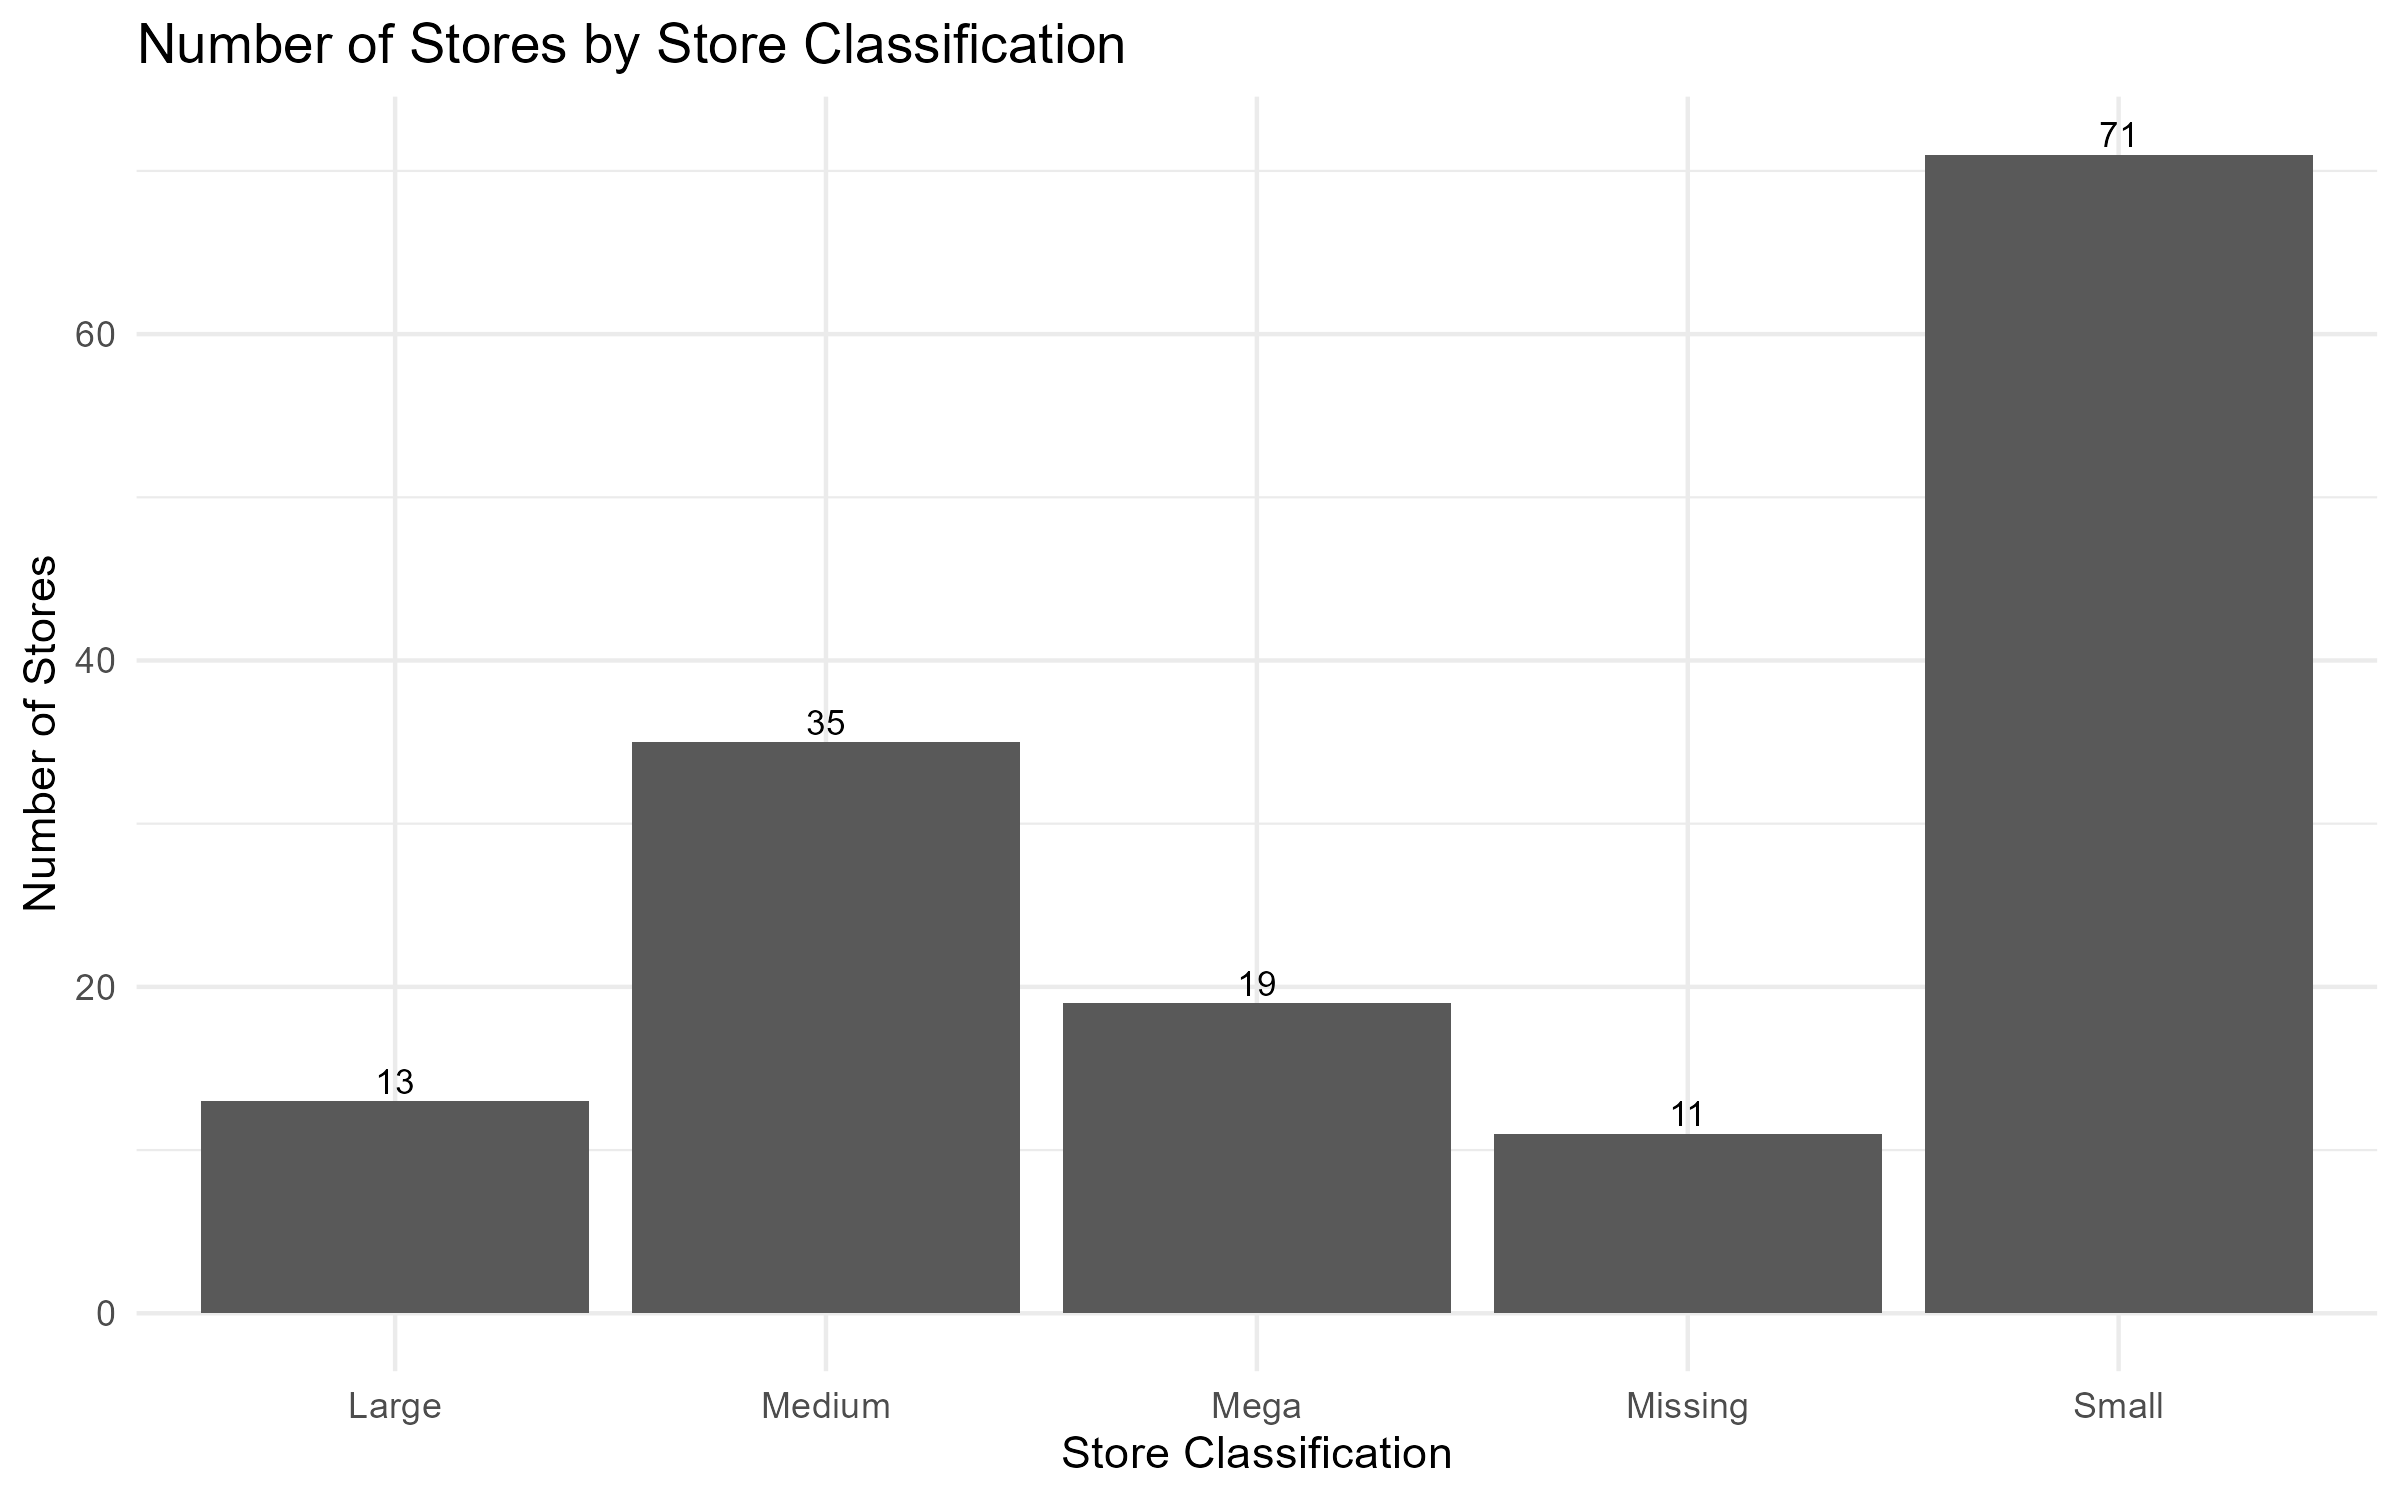 Number of Stores by Store Classification
71
60
Number of Stores
40
35
20
19
13
11
0
Large Medium Mega Missing Small
Store Classification